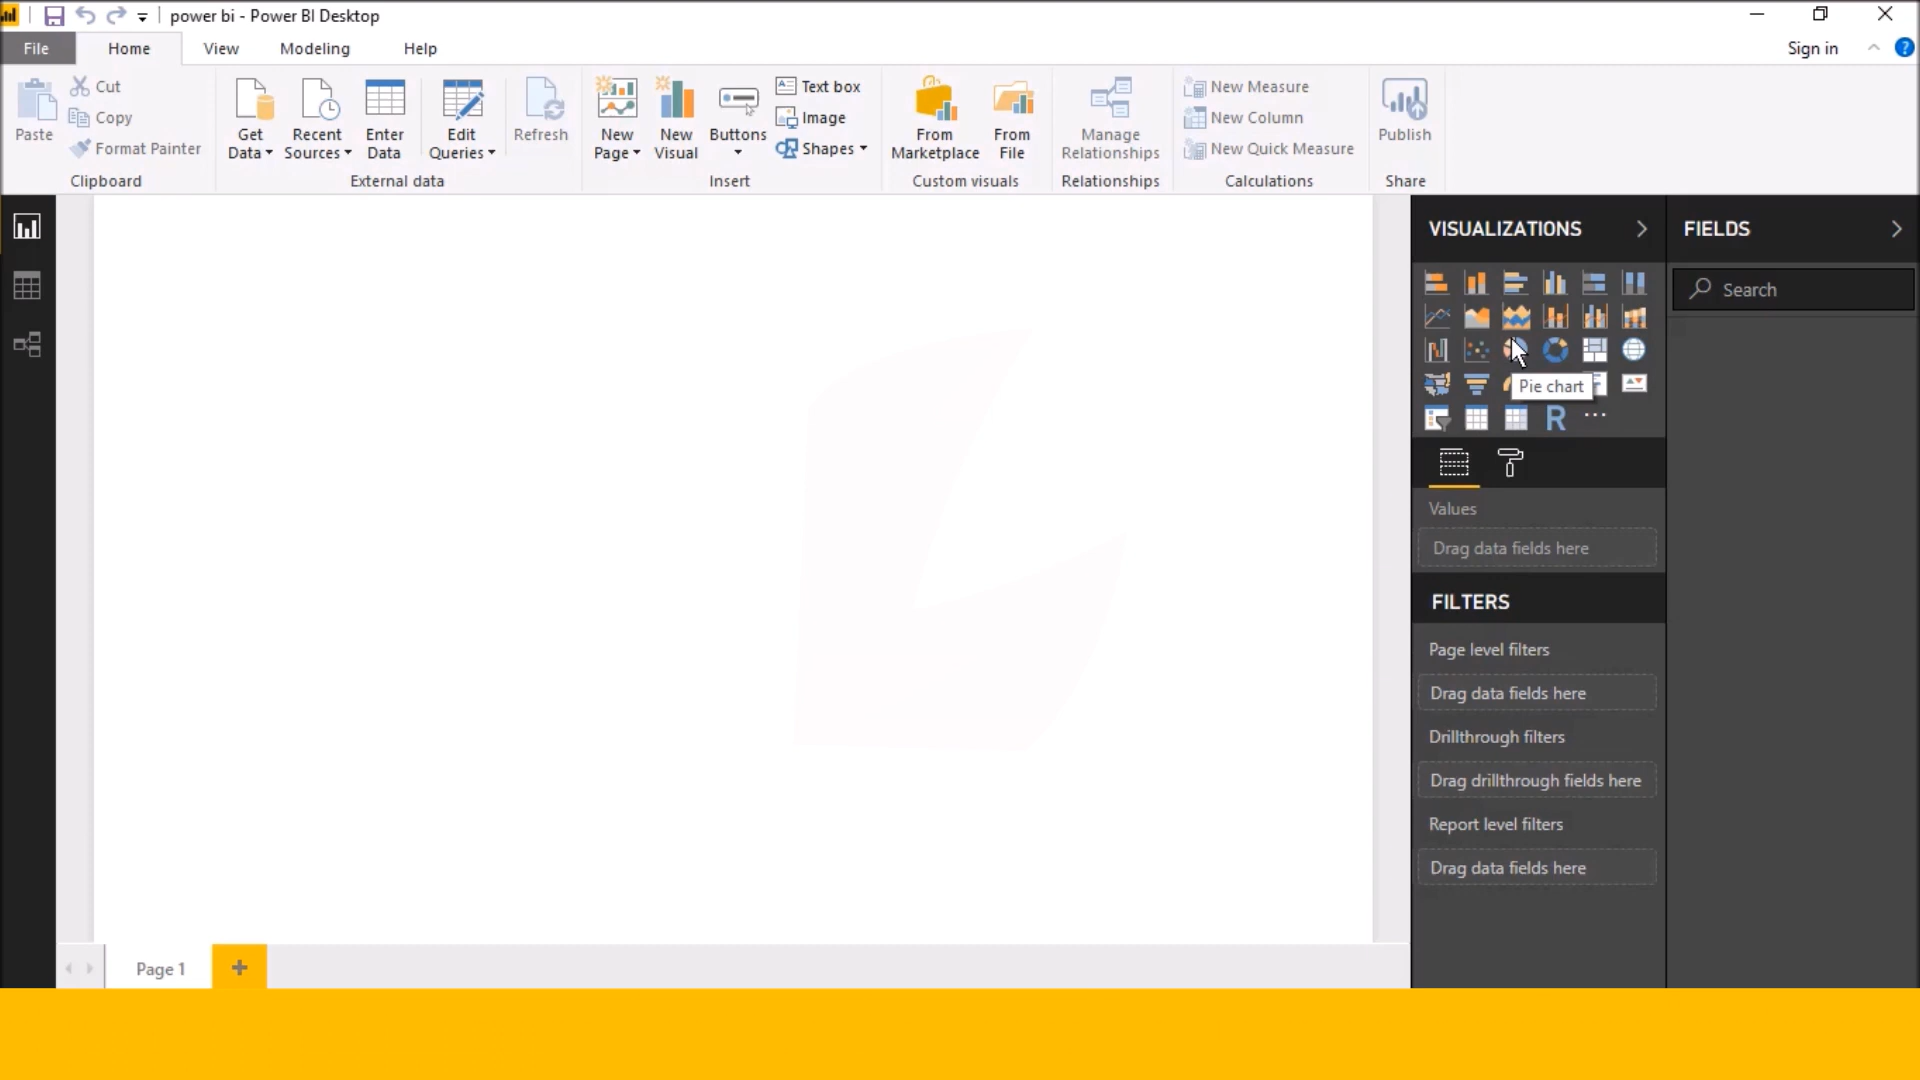 power bi - Power BI Desktop
File Home View Modeling Help Sign in ?
Paste
Cut
Copy
Format Painter
Clipboard
Get Data
Recent Sources
Enter Data
Edit Queries
Refresh
External data
New Page
New Visual
Buttons
Text box
Image
Shapes
Insert
From Marketplace
From File
Custom visuals
Manage Relationships
Relationships
New Measure
New Column
New Quick Measure
Calculations
Publish
Share
VISUALIZATIONS
FIELDS
Search
Pie chart
R
Values
Drag data fields here
FILTERS
Page level filters
Drag data fields here
Drillthrough filters
Drag drillthrough fields here
Report level filters
Drag data fields here
Page 1